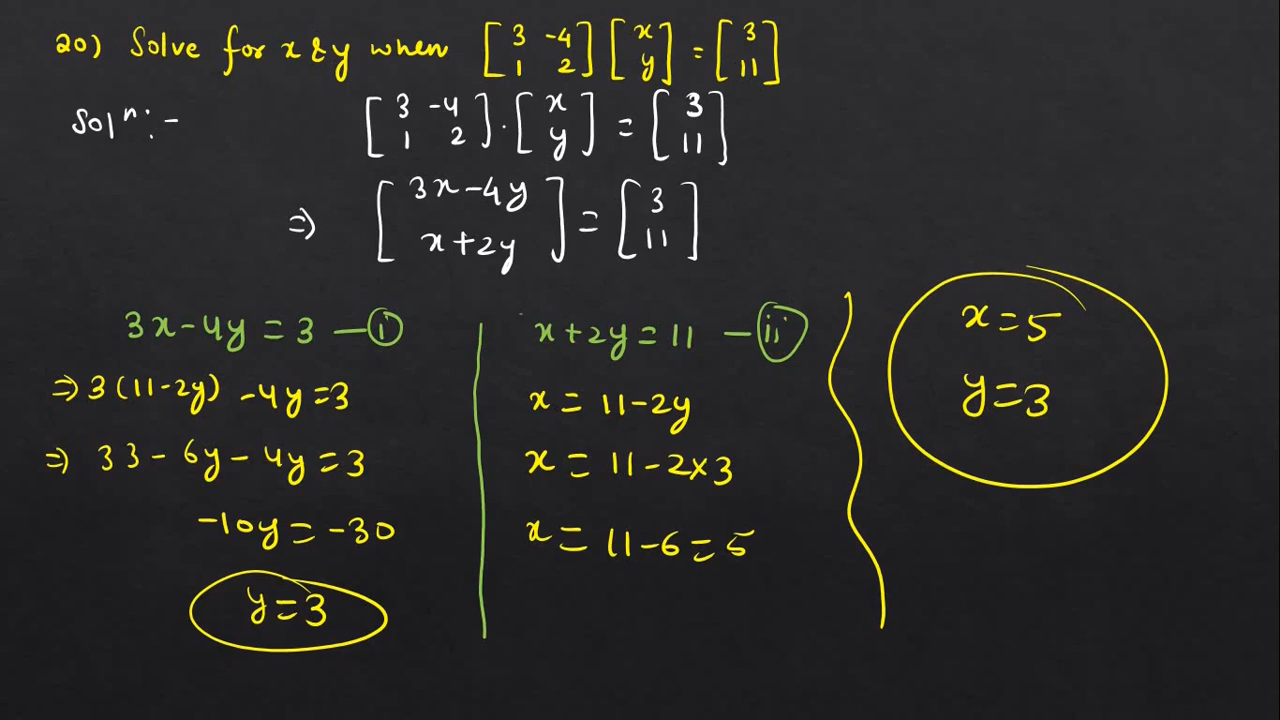 20) Solve for x & y when [3 -4 1 2] [x y] = [3 11]
Solⁿ:- [3 -4 1 2] . [x y] = [3 11]
⇒ [3x-4y x+2y] = [3 11]
3x-4y=3 —(i)
⇒3(11-2y) -4y=3
⇒ 33-6y-4y=3
-10y=-30
y=3
x+2y=11 —(ii)
x=11-2y
x=11-2×3
x=11-6=5
x=5
y=3